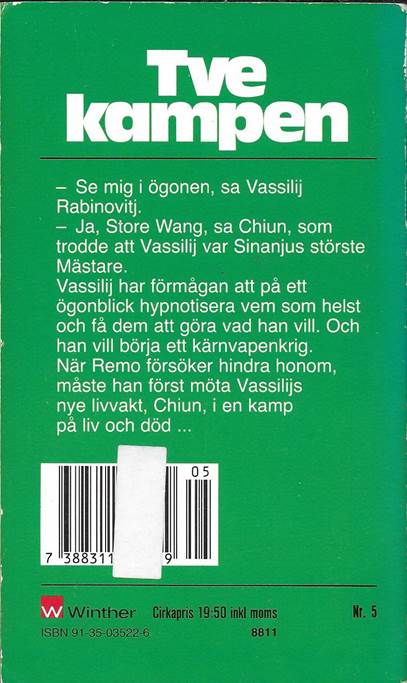 Tve
kampen
– Se mig i ögonen, sa Vassilij
Rabinovitj.
– Ja, Store Wang, sa Chiun, som
trodde att Vassilij var Sinanjus störste
Mästare.
Vassilij har förmågan att på ett
ögonblick hypnotisera vem som helst
och få dem att göra vad han vill. Och
han vill börja ett kärnvapenkrig.
När Remo försöker hindra honom,
måste han först möta Vassilijs
nye livvakt, Chiun, i en kamp
på liv och död ...
05
7 388311 9
W Winther Cirkapris 19:50 inkl moms Nr. 5
ISBN 91-35-03522-6 8811